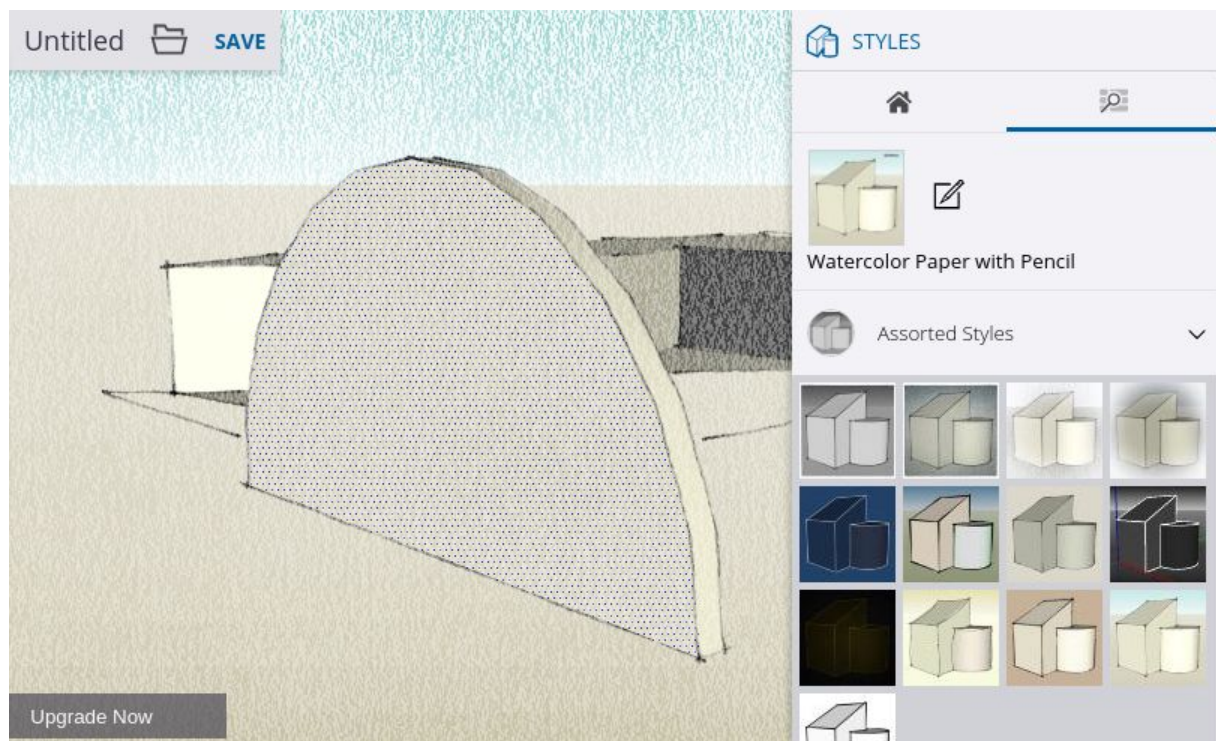 Untitled SAVE
STYLES
Watercolor Paper with Pencil
Assorted Styles
Upgrade Now